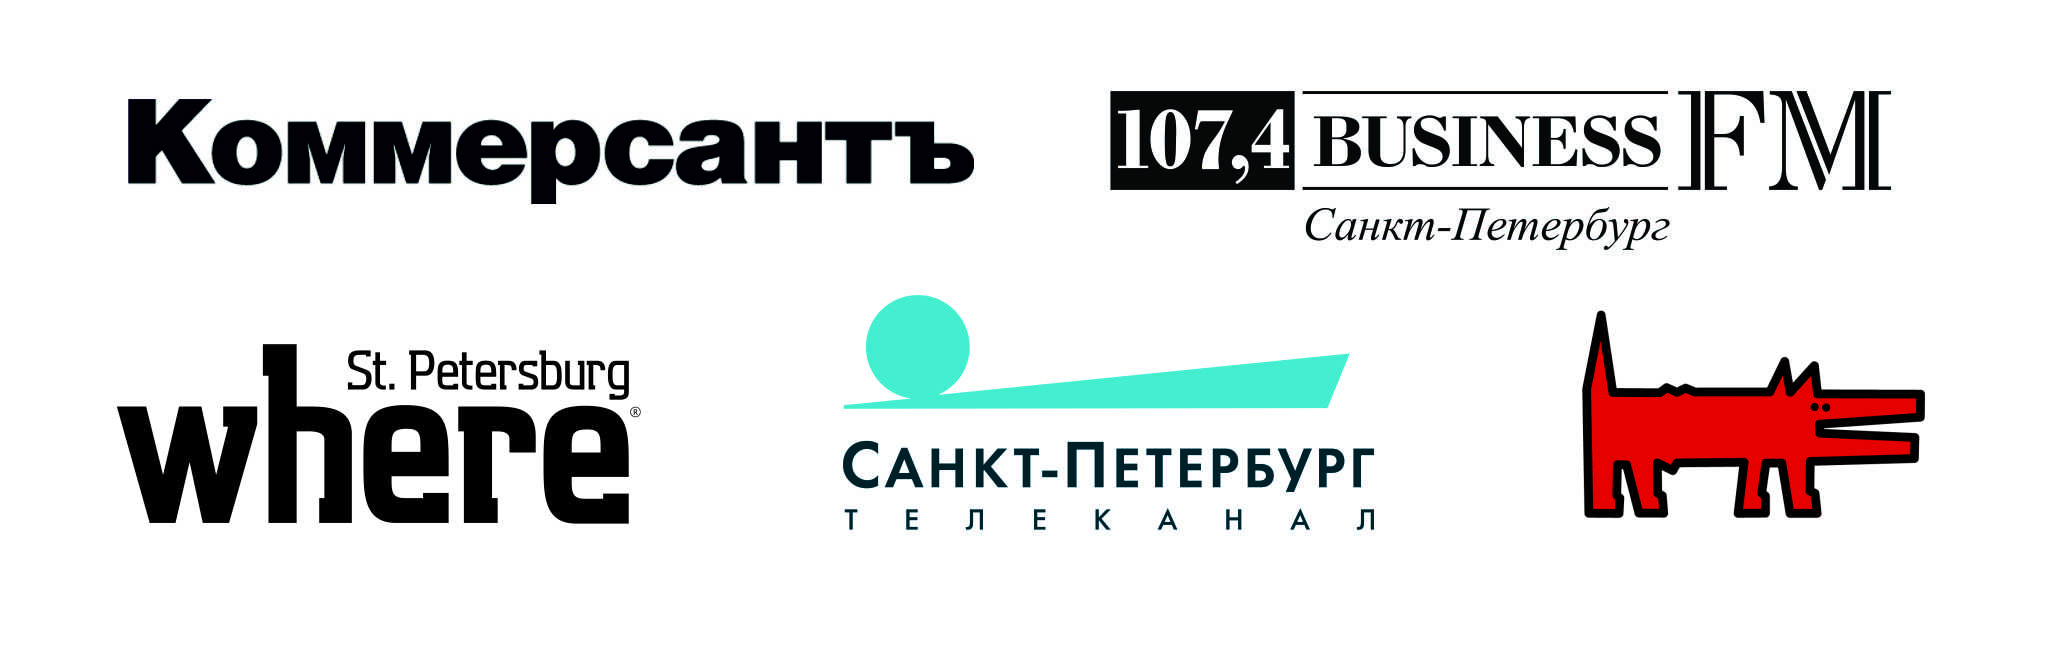 Коммерсантъ
107,4 BUSINESS FM
Санкт-Петербург
St. Petersburg
where®
САНКТ-ПЕТЕРБУРГ
ТЕЛЕКАНАЛ